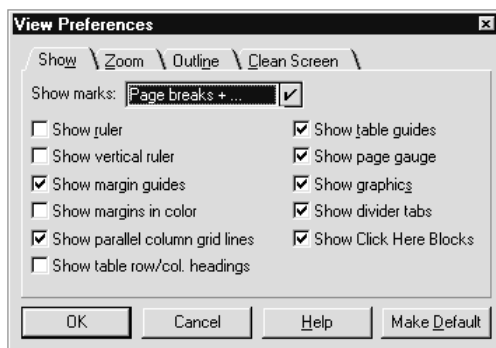 View Preferences
Show Zoom Outline Clean Screen
Show marks: Page breaks + ...
Show ruler
Show vertical ruler
Show margin guides
Show margins in color
Show parallel column grid lines
Show table row/col. headings
Show table guides
Show page gauge
Show graphics
Show divider tabs
Show Click Here Blocks
OK Cancel Help Make Default